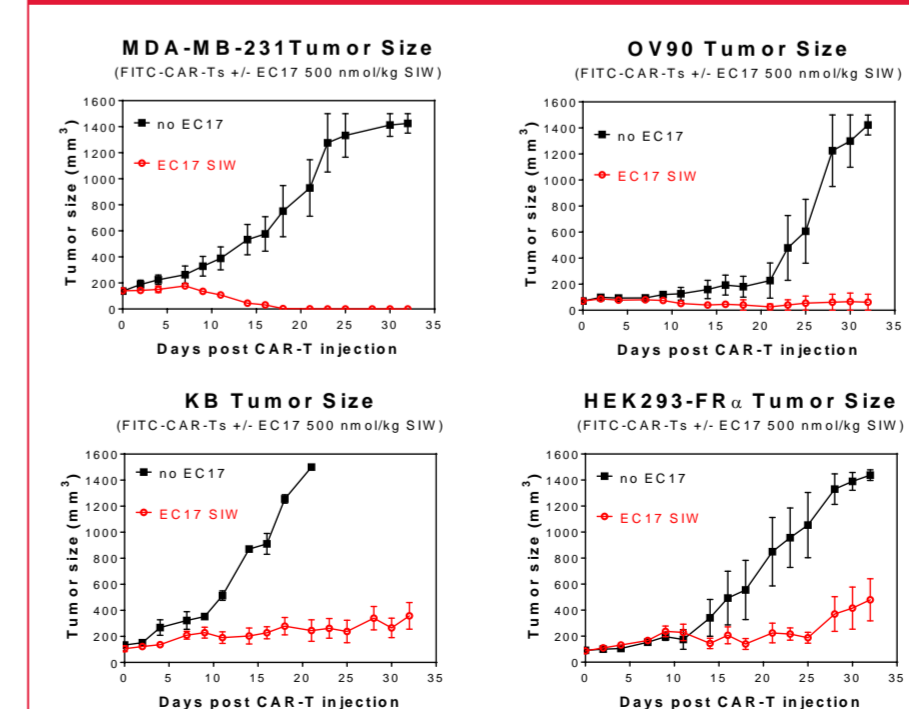 MDA-MB-231Tumor Size
(FITC-CAR-Ts +/- EC17 500 nmol/kg SIW)
Tumor size (mm³)
1600
1400
1200
1000
800
600
400
200
0
no EC17
EC17 SIW
0 5 10 15 20 25 30 35
Days post CAR-T injection
OV90 Tumor Size
(FITC-CAR-Ts +/- EC17 500 nmol/kg SIW)
Tumor size (mm³)
1600
1400
1200
1000
800
600
400
200
0
no EC17
EC17 SIW
0 5 10 15 20 25 30 35
Days post CAR-T injection
KB Tumor Size
(FITC-CAR-Ts +/- EC17 500 nmol/kg SIW)
Tumor size (mm³)
1600
1400
1200
1000
800
600
400
200
0
no EC17
EC17 SIW
0 5 10 15 20 25 30 35
Days post CAR-T injection
HEK293-FRα Tumor Size
(FITC-CAR-Ts +/- EC17 500 nmol/kg SIW)
Tumor size (mm³)
1600
1400
1200
1000
800
600
400
200
0
no EC17
EC17 SIW
0 5 10 15 20 25 30 35
Days post CAR-T injection